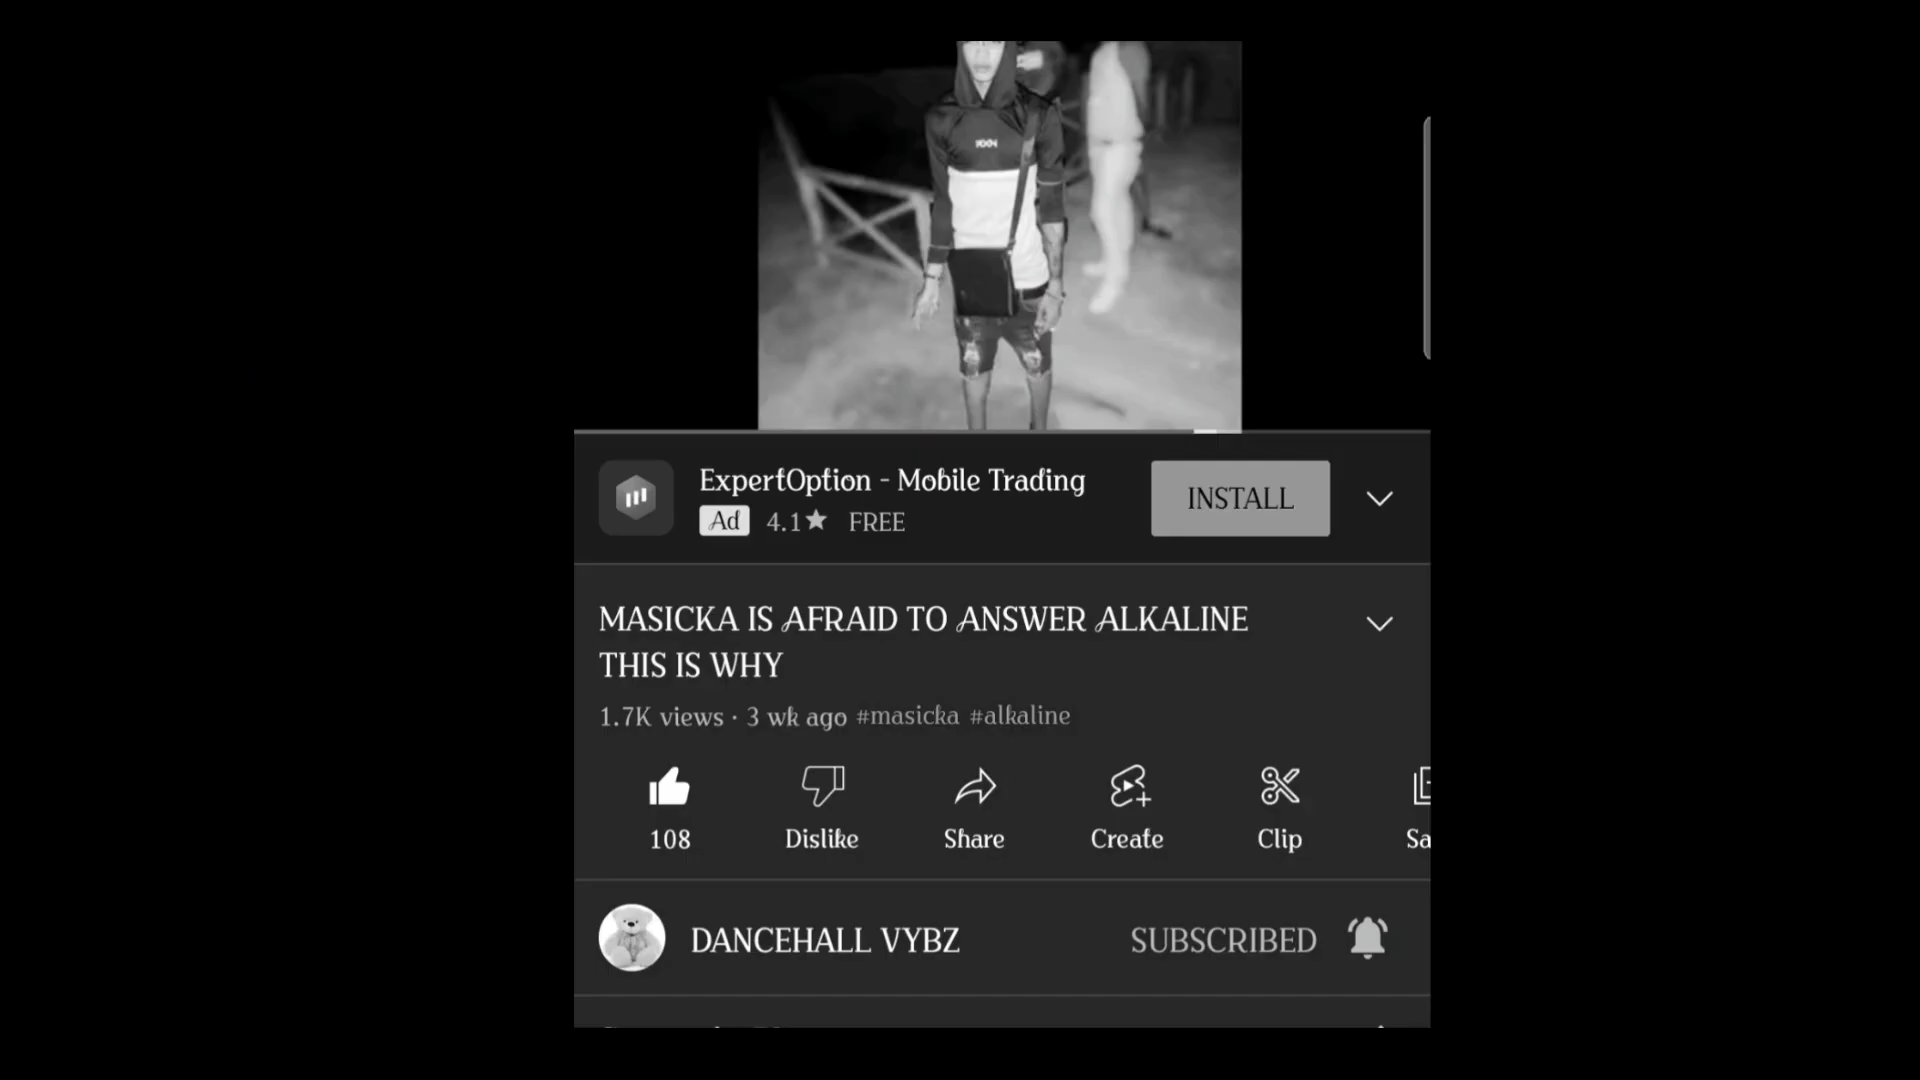 ExpertOption - Mobile Trading
Ad 4.1★ FREE
INSTALL
MASICKA IS AFRAID TO ANSWER ALKALINE
THIS IS WHY
1.7K views · 3 wk ago #masicka #alkaline
108 Dislike Share Create Clip Sa
DANCEHALL VYBZ SUBSCRIBED